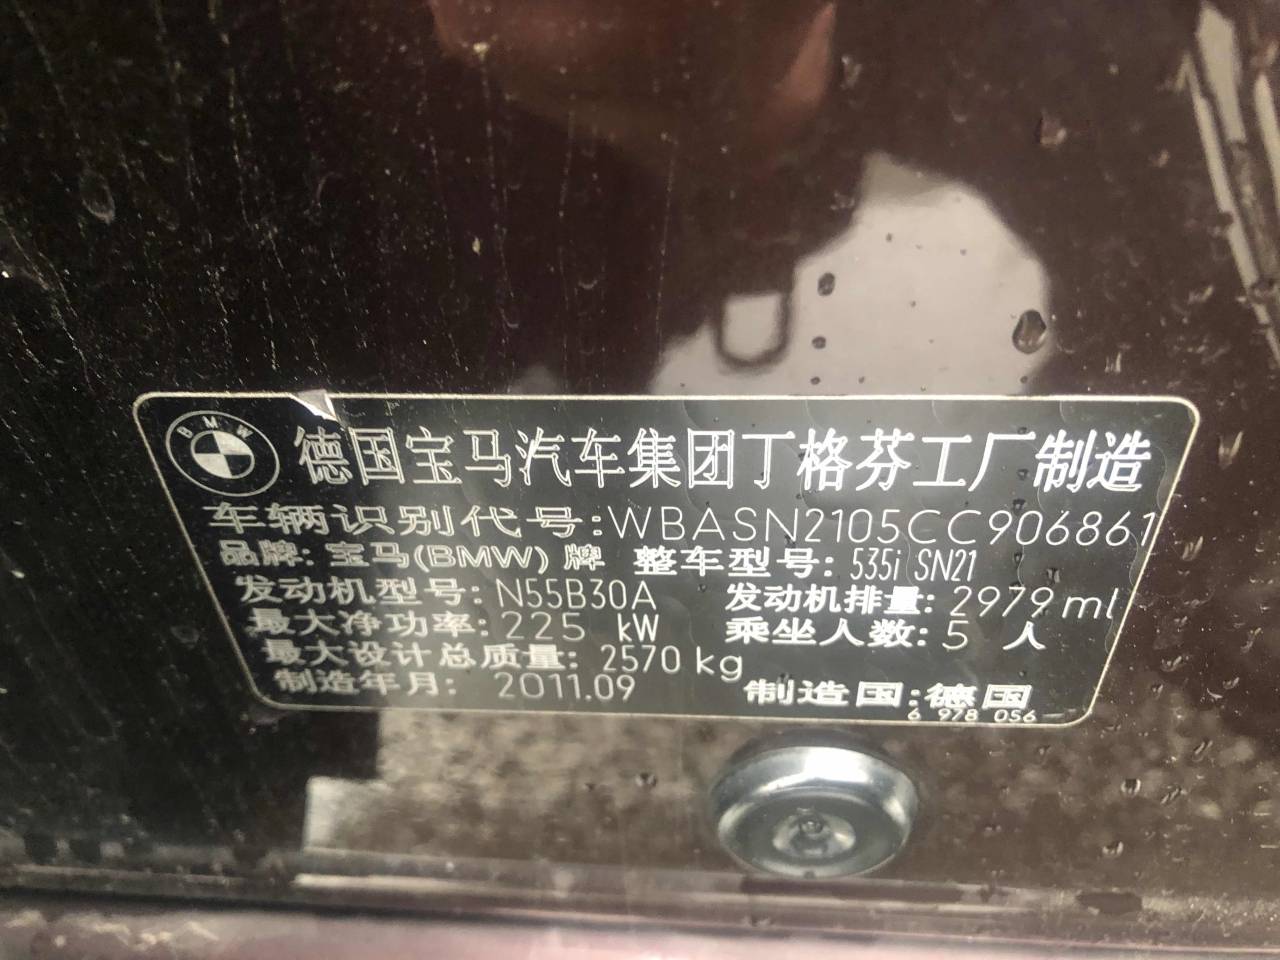 BMW
德国宝马汽车集团丁格芬工厂制造
车辆识别代号:WBASN2105CC906861
品牌: 宝马(BMW)牌 整车型号: 535i SN21
发动机型号: N55B30A 发动机排量: 2979 ml
最大净功率: 225 kW 乘坐人数: 5 人
最大设计总质量: 2570 kg
制造年月: 2011.09 制造国: 德国
6 978 056